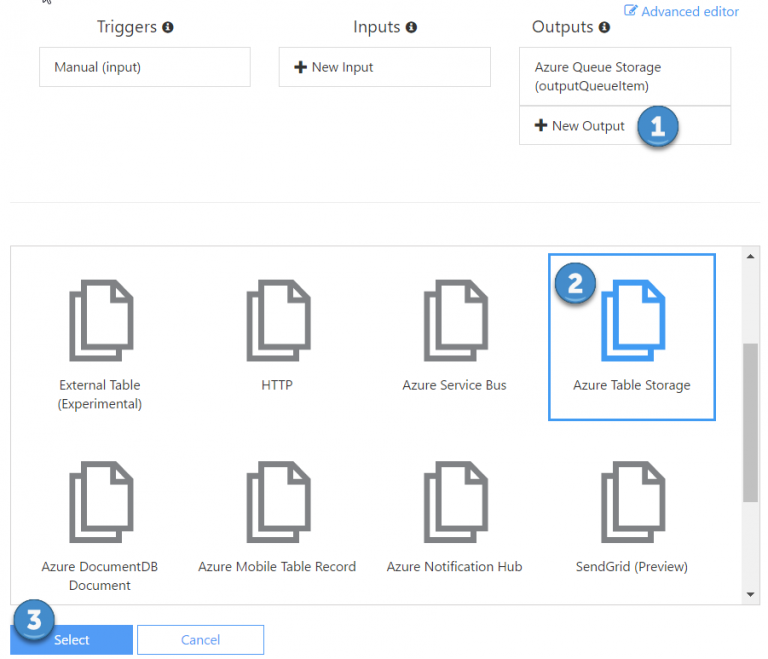 Advanced editor
Triggers
Inputs
Outputs
Manual (input)
New Input
Azure Queue Storage
(outputQueueItem)
New Output
1
2
External Table
(Experimental)
HTTP
Azure Service Bus
Azure Table Storage
Azure DocumentDB
Document
Azure Mobile Table Record
Azure Notification Hub
SendGrid (Preview)
3
Select
Cancel